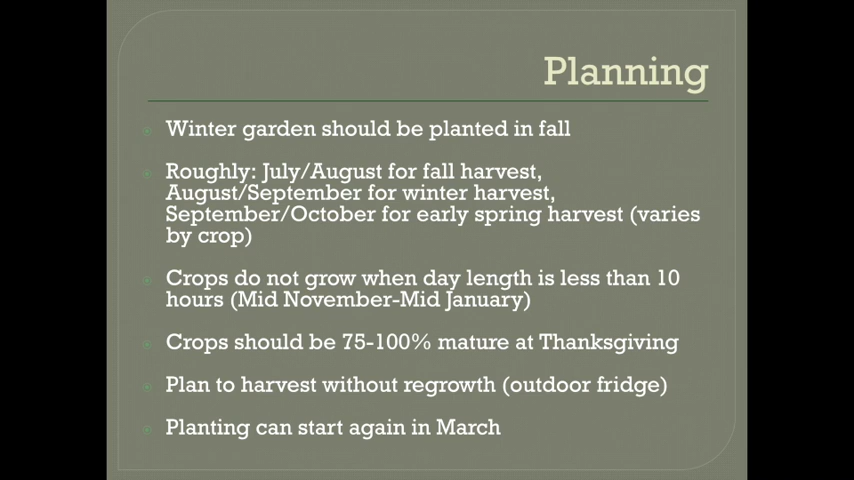 Planning
Winter garden should be planted in fall
Roughly: July/August for fall harvest,
August/September for winter harvest,
September/October for early spring harvest (varies
by crop)
Crops do not grow when day length is less than 10
hours (Mid November-Mid January)
Crops should be 75-100% mature at Thanksgiving
Plan to harvest without regrowth (outdoor fridge)
Planting can start again in March